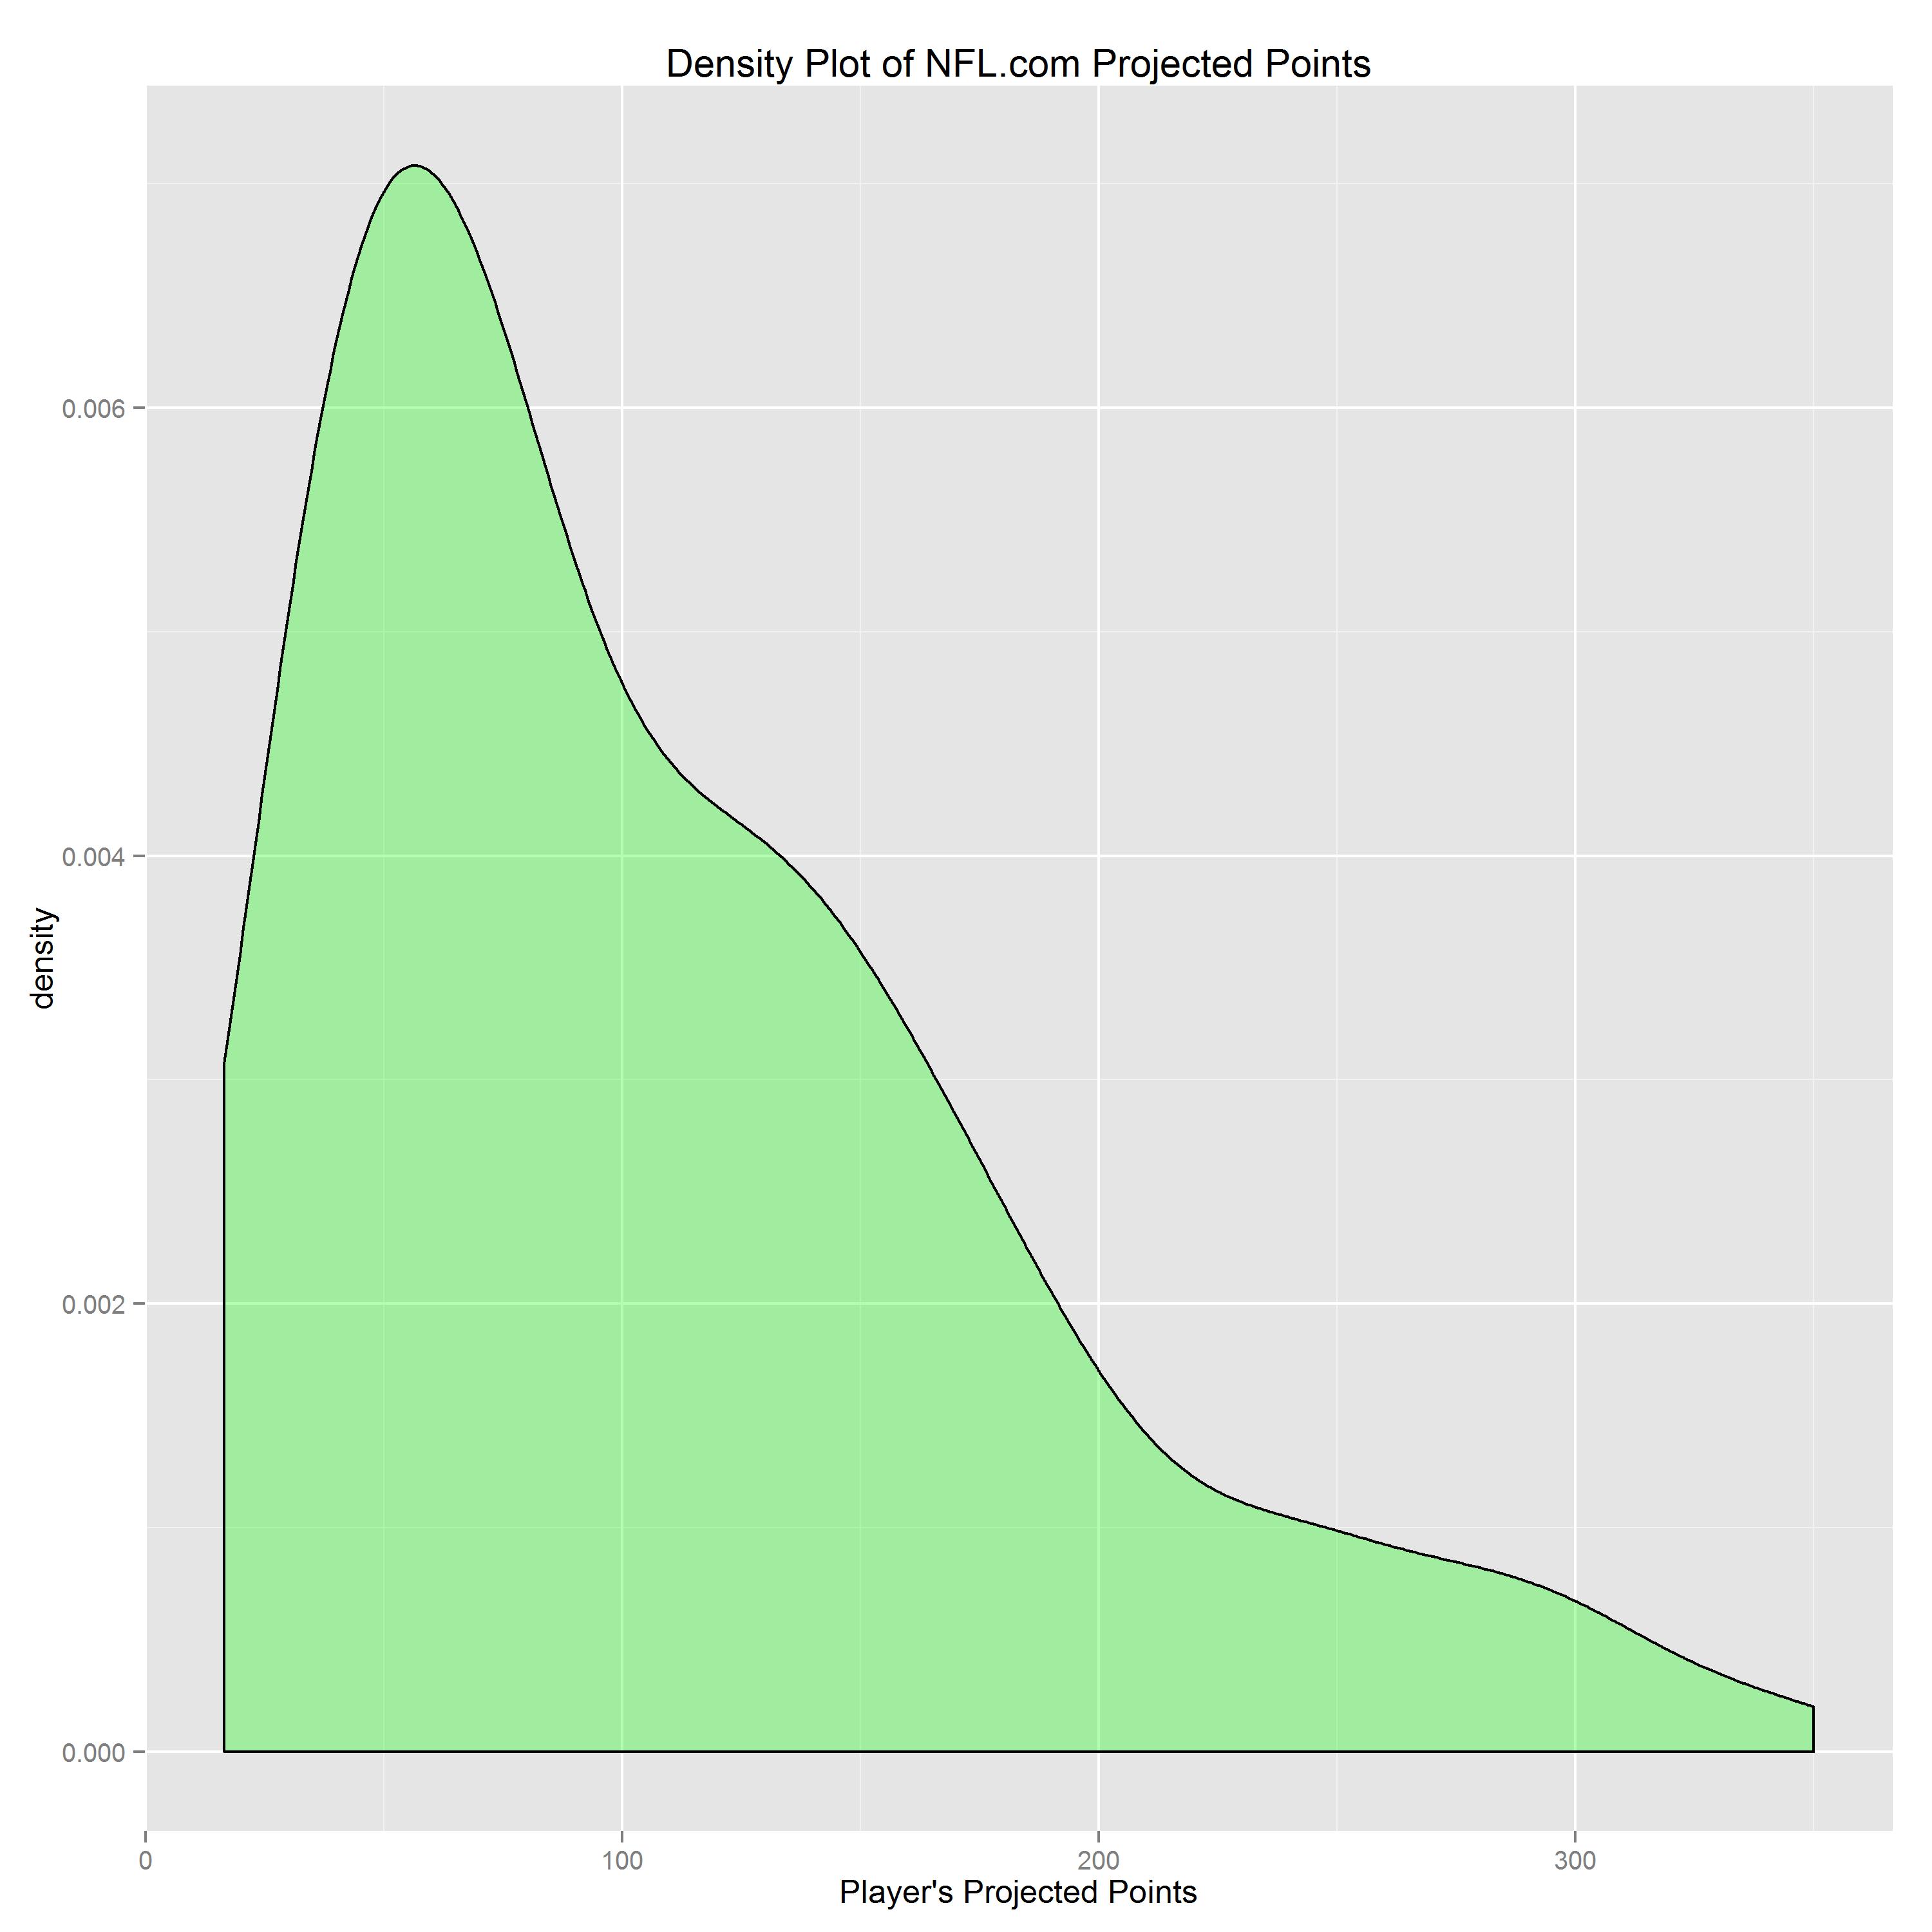 Density Plot of NFL.com Projected Points
density
0.006
0.004
0.002
0.000
0 100 200 300
Player's Projected Points